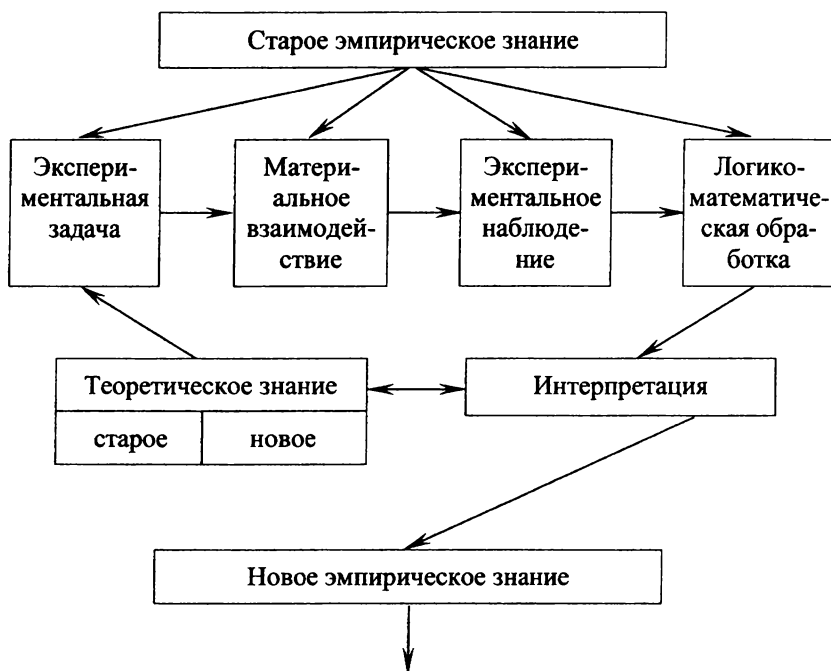 Старое эмпирическое знание
Экспери-
ментальная
задача
Матери-
альное
взаимодей-
ствие
Экспери-
ментальное
наблюде-
ние
Логико-
математиче-
ская обра-
ботка
Теоретическое знание
старое
новое
Интерпретация
Новое эмпирическое знание